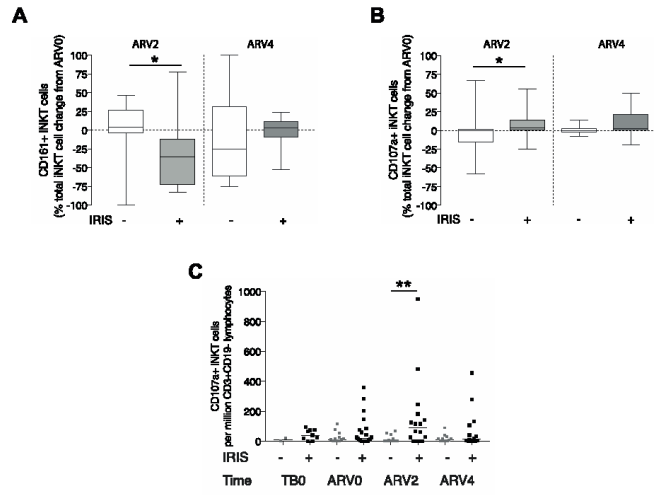 A
ARV2
ARV4
*
CD161+ iNKT cells
(% total iNKT cell change from ARV0)
100
75
50
25
0
-25
-50
-75
-100
IRIS - + - +
B
ARV2
ARV4
*
CD107a+ iNKT cells
(% total iNKT cell change from ARV0)
100
75
50
25
0
-25
-50
-75
-100
IRIS - + - +
C
**
CD107a+ iNKT cells
per million CD3+CD19- lymphocytes
1000
800
600
400
200
0
IRIS - + - + - + - +
Time TB0 ARV0 ARV2 ARV4